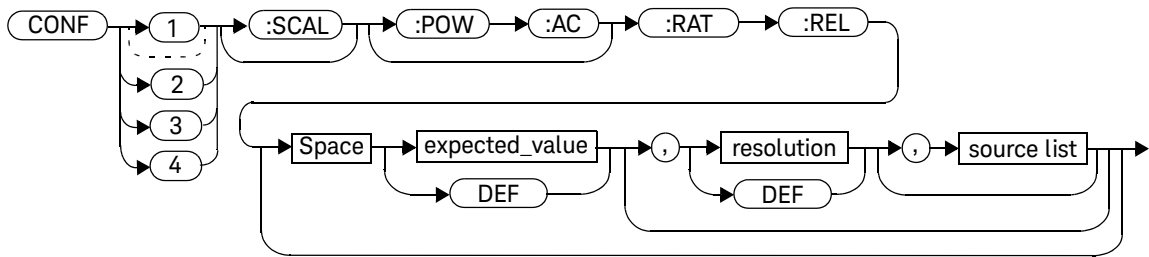 CONF 1 :SCAL :POW :AC :RAT :REL
2
3
4
Space expected_value , resolution , source list
DEF DEF